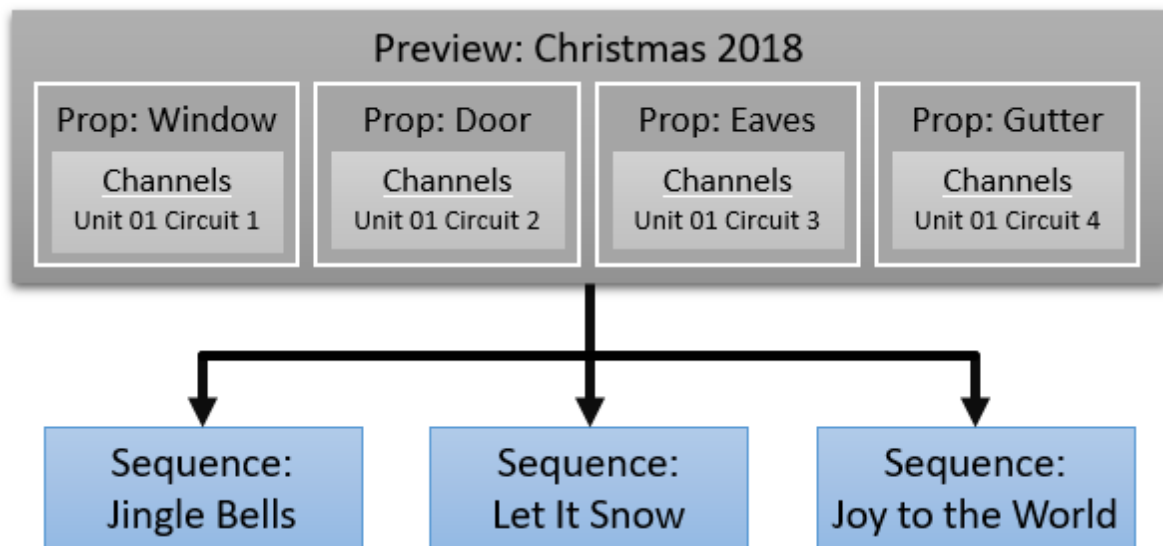 Preview: Christmas 2018
Prop: Window
Channels
Unit 01 Circuit 1
Prop: Door
Channels
Unit 01 Circuit 2
Prop: Eaves
Channels
Unit 01 Circuit 3
Prop: Gutter
Channels
Unit 01 Circuit 4
Sequence:
Jingle Bells
Sequence:
Let It Snow
Sequence:
Joy to the World